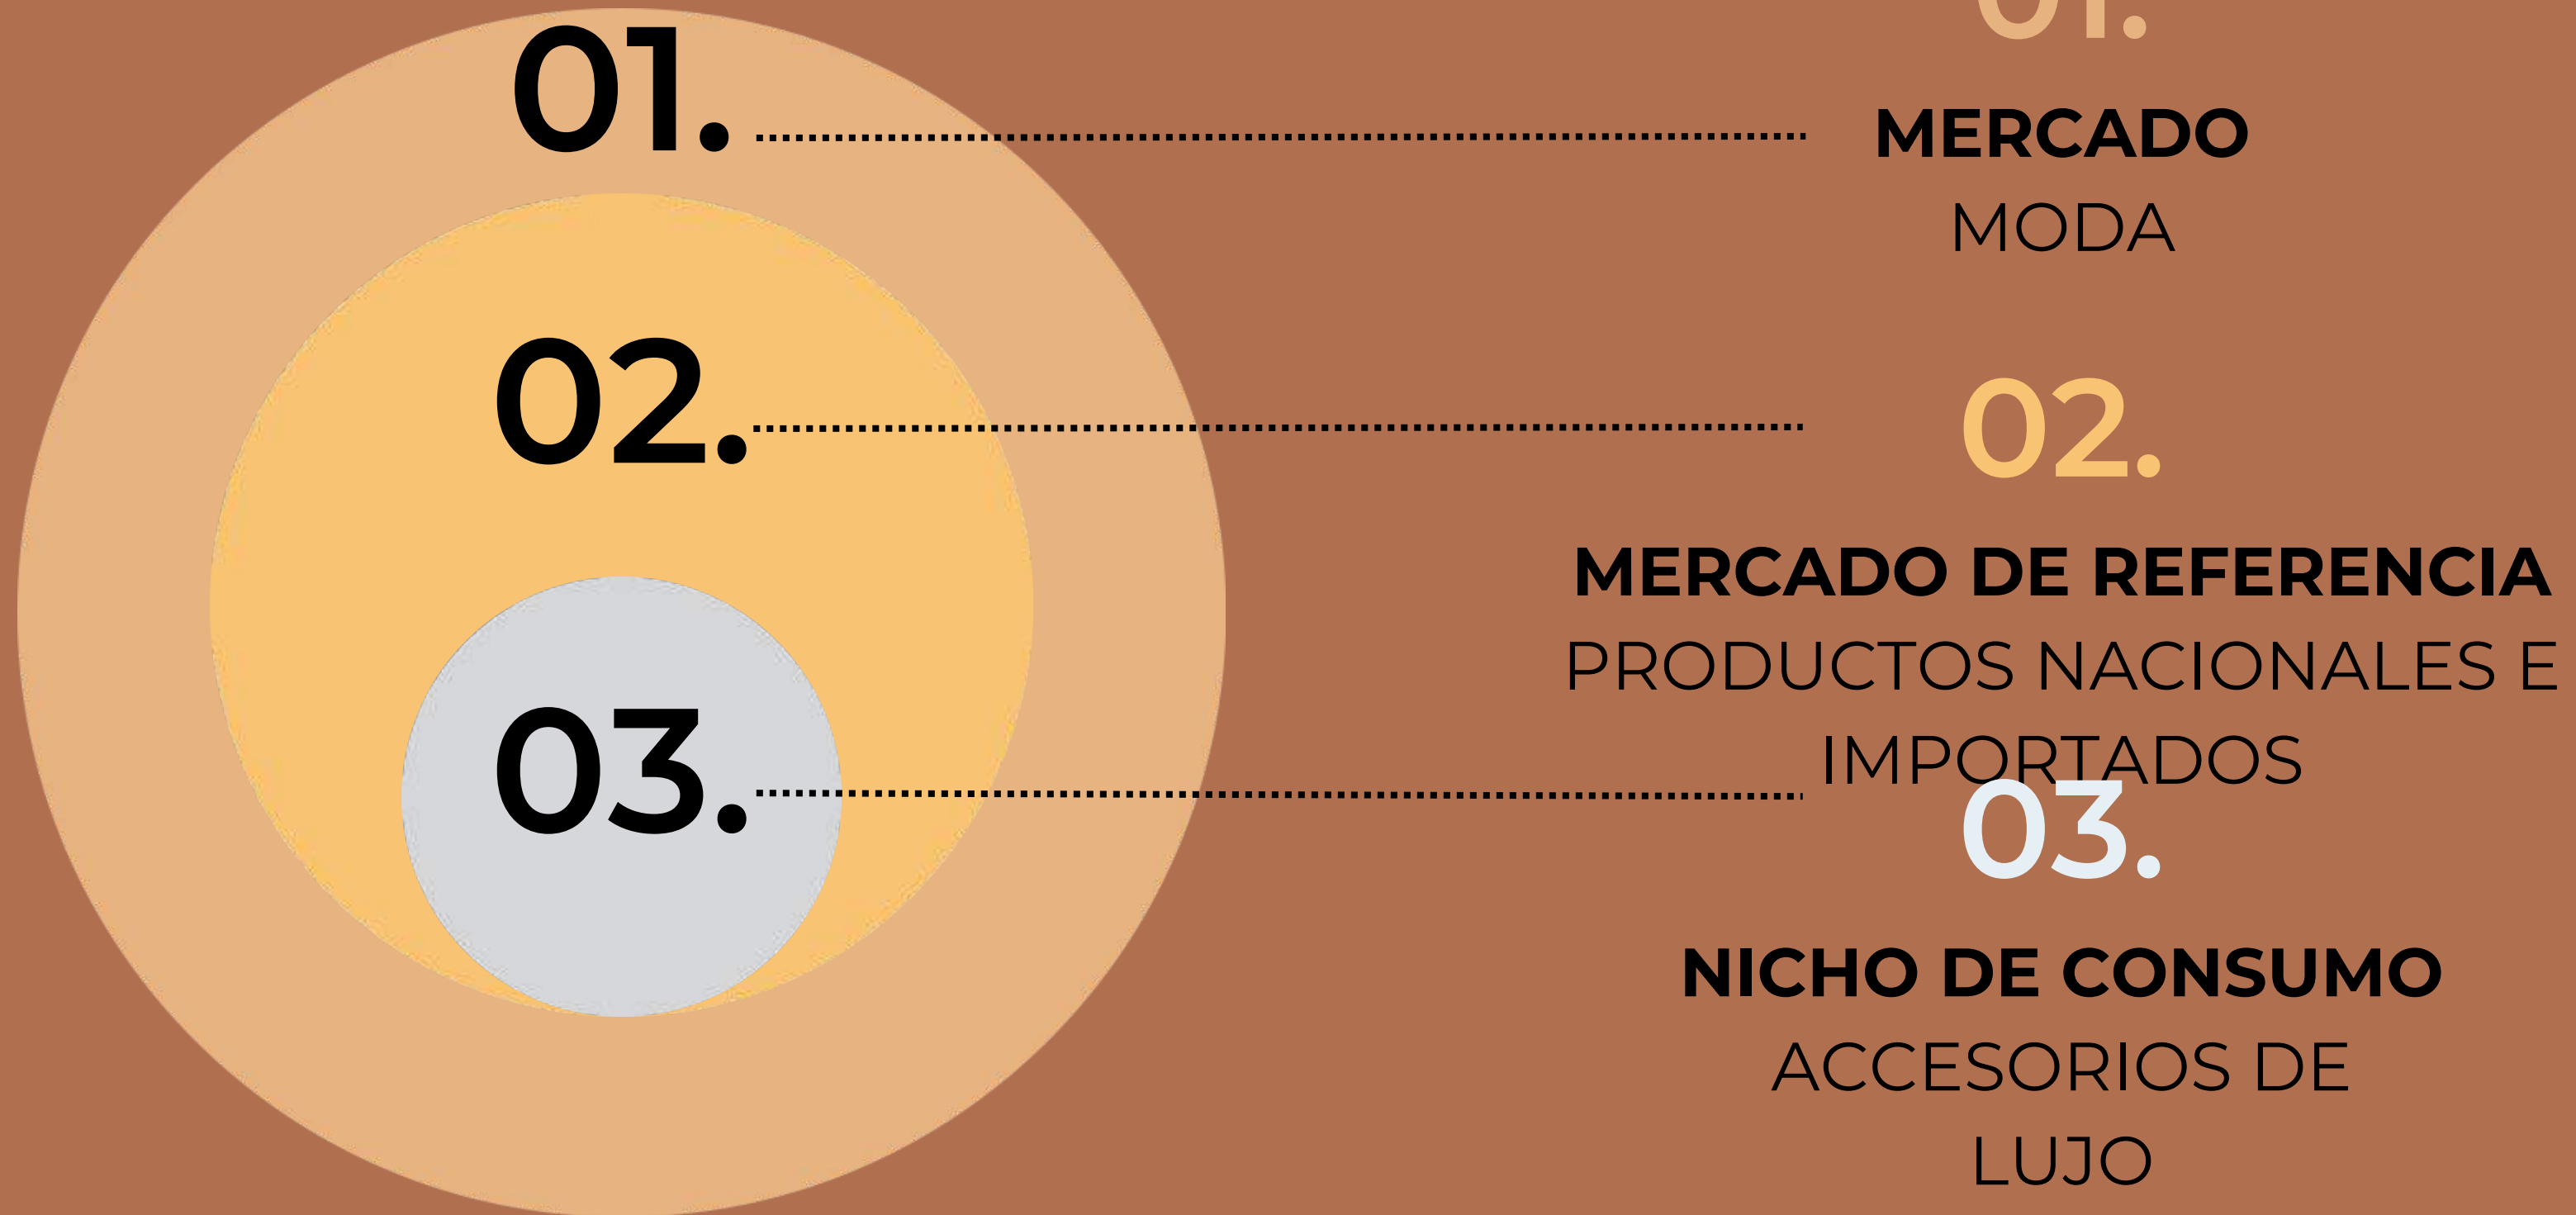 01.
02.
03.
01.
MERCADO
MODA
02.
MERCADO DE REFERENCIA
PRODUCTOS NACIONALES E
IMPORTADOS
03.
NICHO DE CONSUMO
ACCESORIOS DE
LUJO